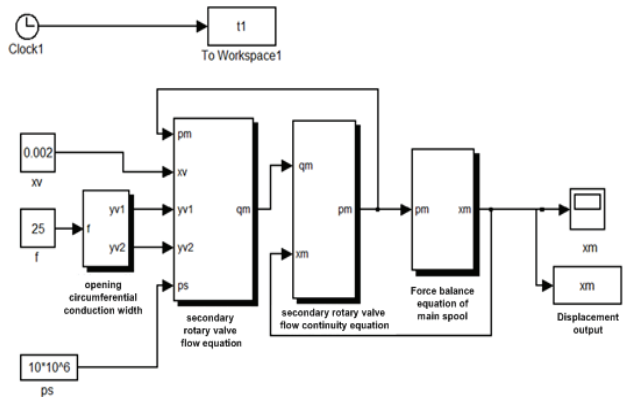 t1
Clock1
To Workspace1
0.002
xv
25
f
f
yv1
yv2
opening
circumferential
conduction width
pm
xv
yv1
yv2
ps
qm
secondary
rotary valve
flow equation
qm
xm
pm
secondary rotary valve
flow continuity equation
pm
xm
Force balance
equation of
main spool
xm
xm
Displacement
output
10*10^6
ps